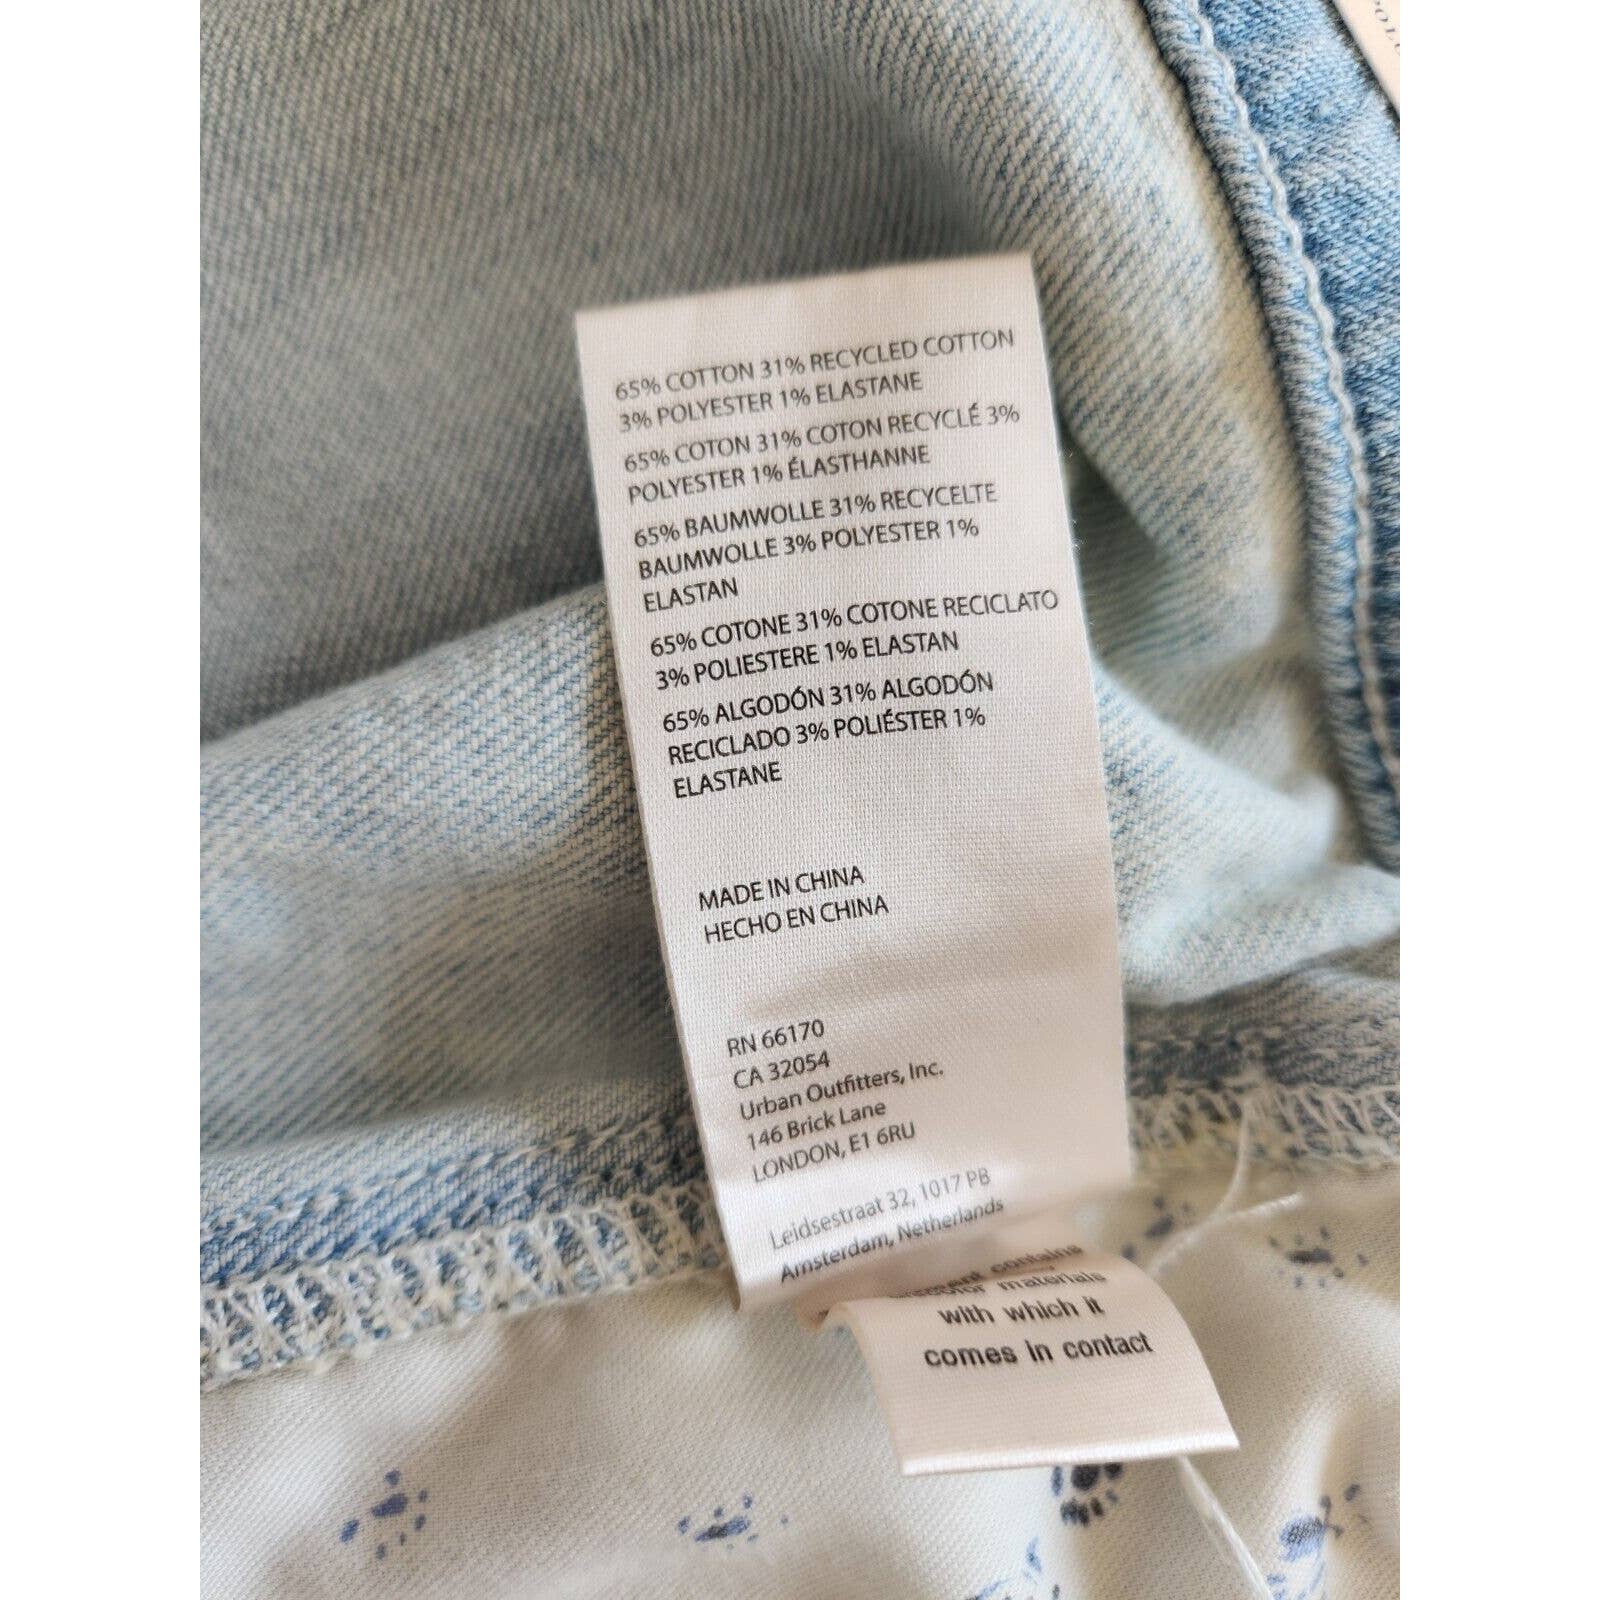 65% COTTON 31% RECYCLED COTTON
3% POLYESTER 1% ELASTANE
65% COTON 31% COTON RECYCLÉ 3%
POLYESTER 1% ÉLASTHANNE
65% BAUMWOLLE 31% RECYCELTE
BAUMWOLLE 3% POLYESTER 1%
ELASTAN
65% COTONE 31% COTONE RECICLATO
3% POLIESTERE 1% ELASTAN
65% ALGODÓN 31% ALGODÓN
RECICLADO 3% POLIÉSTER 1%
ELASTANE
MADE IN CHINA
HECHO EN CHINA
RN 66170
CA 32054
Urban Outfitters, Inc.
146 Brick Lane
LONDON, E1 6RU
Leidsestraat 32, 1017 PB
Amsterdam, Netherlands
contains
materials
with which it
comes in contact